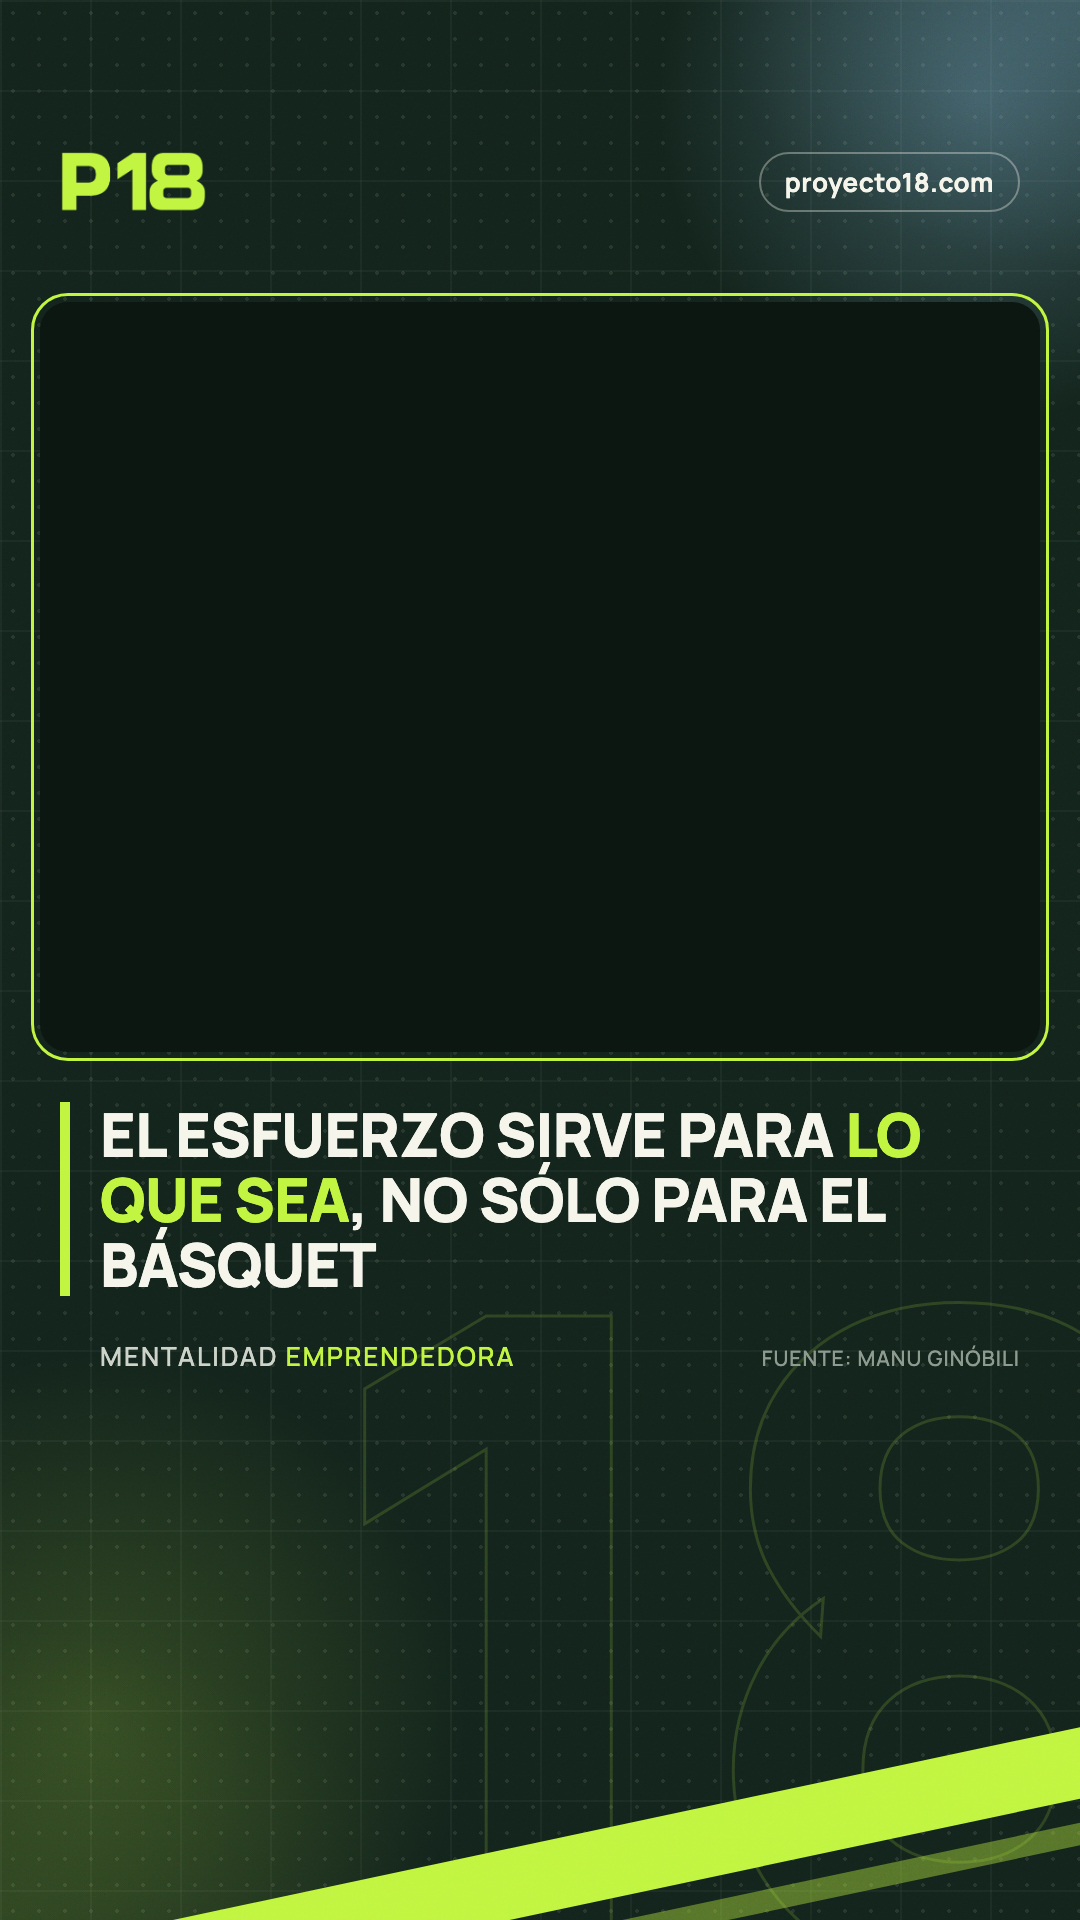 P18
proyecto18.com
EL ESFUERZO SIRVE PARA LO
QUE SEA, NO SÓLO PARA EL
BÁSQUET
MENTALIDAD EMPRENDEDORA
FUENTE: MANU GINÓBILI
18